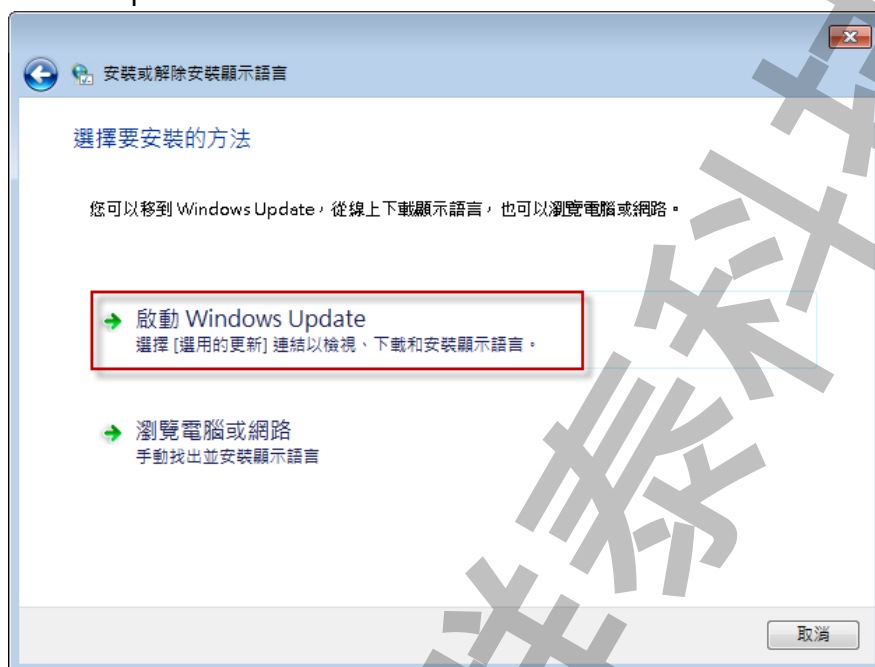 安裝或解除安裝顯示語言
選擇要安裝的方法
您可以移到 Windows Update，從線上下載顯示語言，也可以瀏覽電腦或網路。
啟動 Windows Update
選擇 [選用的更新] 連結以檢視、下載和安裝顯示語言。
瀏覽電腦或網路
手動找出並安裝顯示語言
取消
泰科